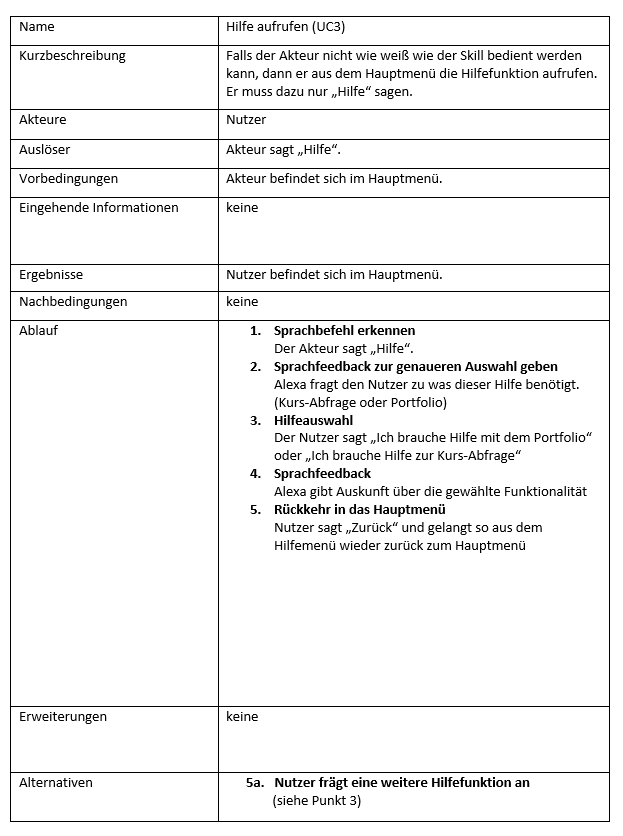 Name
Hilfe aufrufen (UC3)
Kurzbeschreibung
Falls der Akteur nicht wie weiß wie der Skill bedient werden
kann, dann er aus dem Hauptmenü die Hilfefunktion aufrufen.
Er muss dazu nur „Hilfe“ sagen.
Akteure
Nutzer
Auslöser
Akteur sagt „Hilfe“.
Vorbedingungen
Akteur befindet sich im Hauptmenü.
Eingehende Informationen
keine
Ergebnisse
Nutzer befindet sich im Hauptmenü.
Nachbedingungen
keine
Ablauf
1. Sprachbefehl erkennen
Der Akteur sagt „Hilfe“.
2. Sprachfeedback zur genaueren Auswahl geben
Alexa fragt den Nutzer zu was dieser Hilfe benötigt.
(Kurs-Abfrage oder Portfolio)
3. Hilfeauswahl
Der Nutzer sagt „Ich brauche Hilfe mit dem Portfolio“
oder „Ich brauche Hilfe zur Kurs-Abfrage“
4. Sprachfeedback
Alexa gibt Auskunft über die gewählte Funktionalität
5. Rückkehr in das Hauptmenü
Nutzer sagt „Zurück“ und gelangt so aus dem
Hilfemenü wieder zurück zum Hauptmenü
Erweiterungen
keine
Alternativen
5a. Nutzer frägt eine weitere Hilfefunktion an
(siehe Punkt 3)